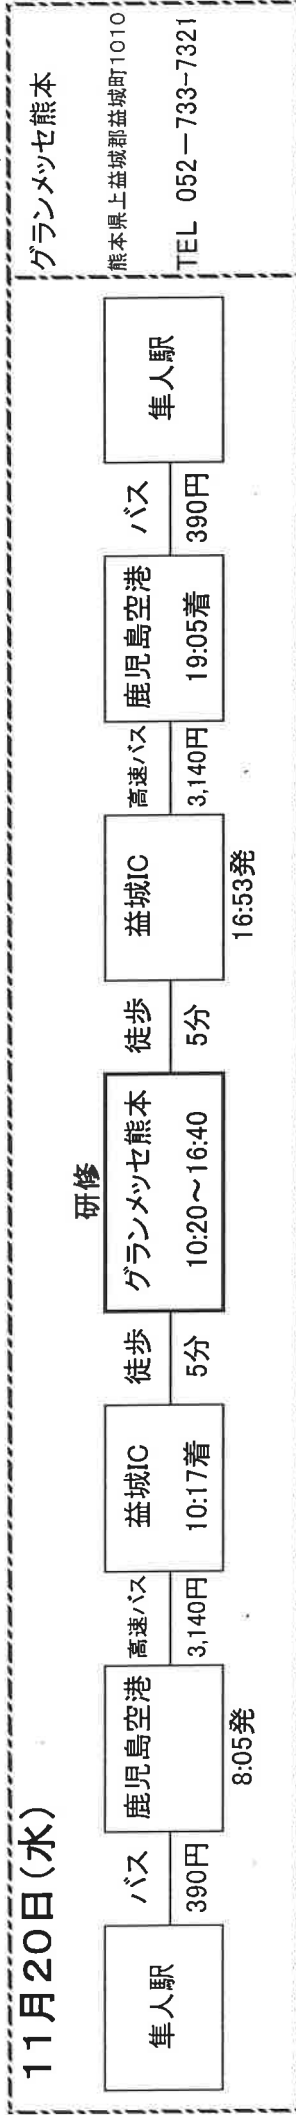 11月20日(水)
隼人駅
バス
390円
鹿児島空港
8:05発
高速バス
3,140円
益城IC
10:17着
徒歩
5分
研修
グランメッセ熊本
10:20～16:40
徒歩
5分
益城IC
16:53発
高速バス
3,140円
鹿児島空港
19:05着
バス
390円
隼人駅
グランメッセ熊本
熊本県上益城郡益城町1010
TEL 052－733-7321